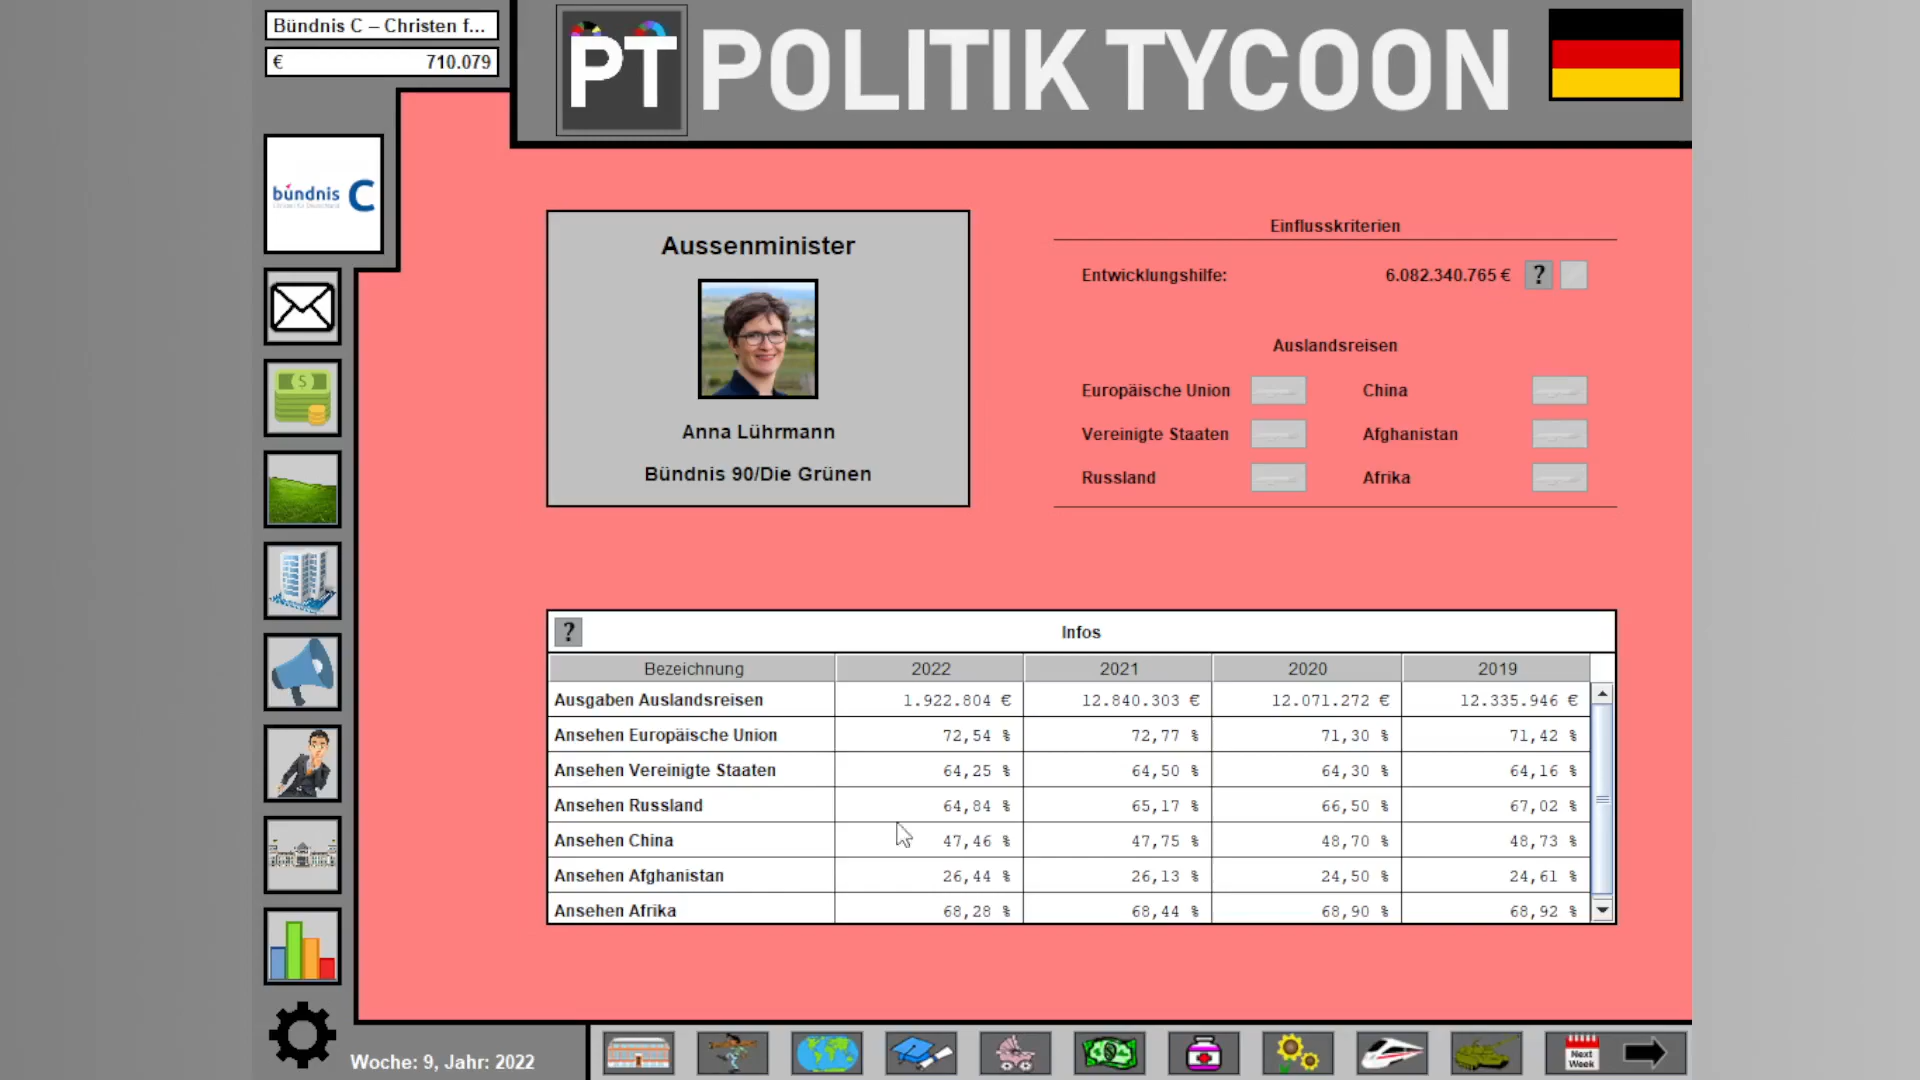 Bündnis C – Christen f...
€ 710.079
PT POLITIK TYCOON
bündnis C
Aussenminister
Anna Lührmann
Bündnis 90/Die Grünen
Einflusskriterien
Entwicklungshilfe: 6.082.340.765 € ?
Auslandsreisen
Europäische Union China
Vereinigte Staaten Afghanistan
Russland Afrika
? Infos
Bezeichnung 2022 2021 2020 2019
Ausgaben Auslandsreisen 1.922.804 € 12.840.303 € 12.071.272 € 12.335.946 €
Ansehen Europäische Union 72,54 % 72,77 % 71,30 % 71,42 %
Ansehen Vereinigte Staaten 64,25 % 64,50 % 64,30 % 64,16 %
Ansehen Russland 64,84 % 65,17 % 66,50 % 67,02 %
Ansehen China 47,46 % 47,75 % 48,70 % 48,73 %
Ansehen Afghanistan 26,44 % 26,13 % 24,50 % 24,61 %
Ansehen Afrika 68,28 % 68,44 % 68,90 % 68,92 %
Woche: 9, Jahr: 2022
Next
Week